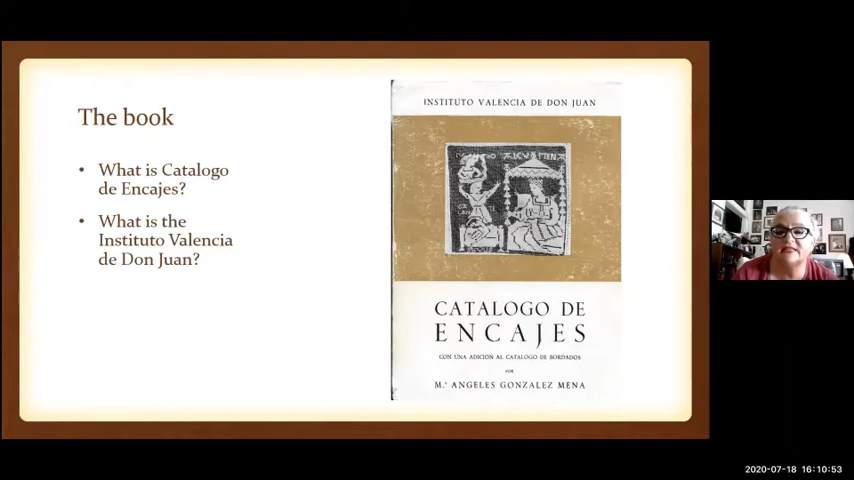 The book
• What is Catalogo
de Encajes?
• What is the
Instituto Valencia
de Don Juan?
INSTITUTO VALENCIA DE DON JUAN
CATALOGO DE
ENCAJES
CON UNA ADICION AL CATALOGO DE BORDADOS
POR
M.ª ANGELES GONZALEZ MENA
2020-07-18 16:10:53